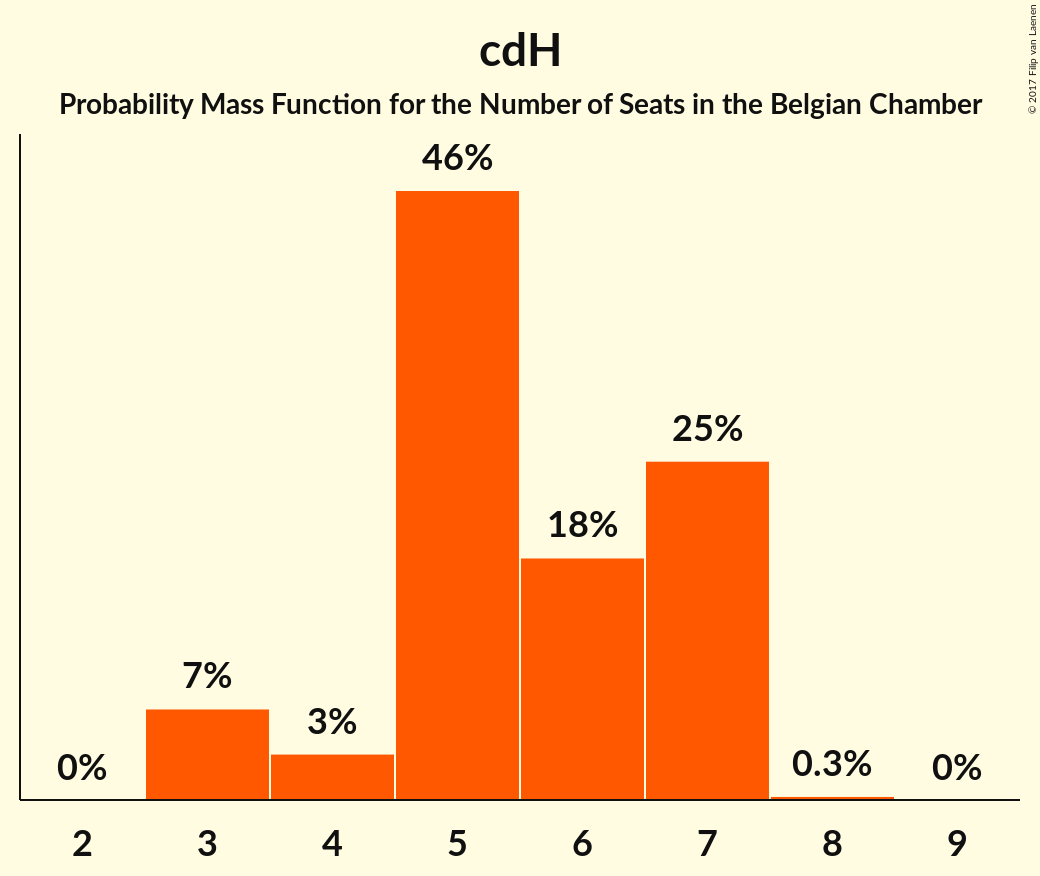 cdH
Probability Mass Function for the Number of Seats in the Belgian Chamber
© 2017 Filip van Laenen
46%
25%
18%
7%
3%
0%
0.3%
0%
2 3 4 5 6 7 8 9